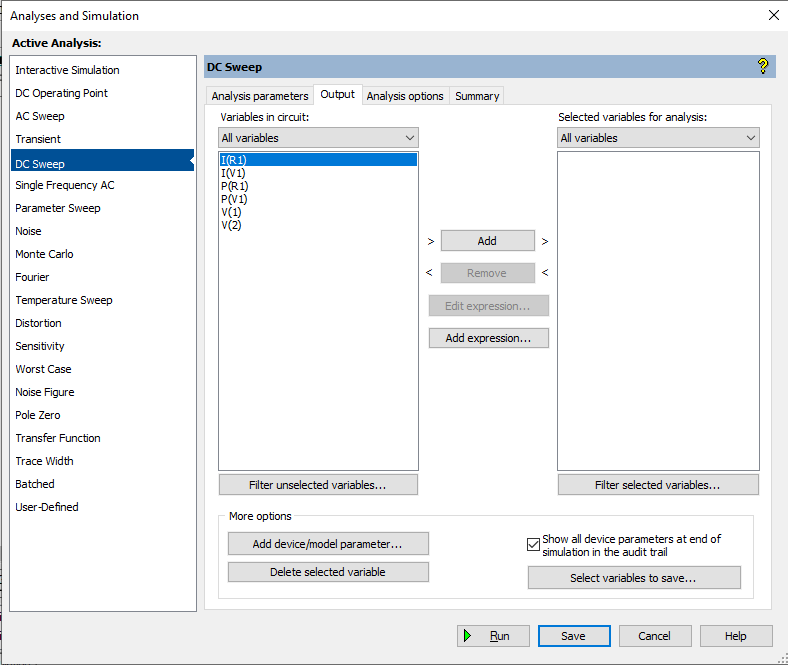 Analyses and Simulation
Active Analysis:
Interactive Simulation
DC Operating Point
AC Sweep
Transient
DC Sweep
Single Frequency AC
Parameter Sweep
Noise
Monte Carlo
Fourier
Temperature Sweep
Distortion
Sensitivity
Worst Case
Noise Figure
Pole Zero
Transfer Function
Trace Width
Batched
User-Defined
DC Sweep
?
Analysis parameters Output Analysis options Summary
Variables in circuit:
All variables
I(R1)
I(V1)
P(R1)
P(V1)
V(1)
V(2)
Filter unselected variables...
> Add >
< Remove <
Edit expression...
Add expression...
Selected variables for analysis:
All variables
Filter selected variables...
More options
Add device/model parameter...
Delete selected variable
Show all device parameters at end of
simulation in the audit trail
Select variables to save...
Run Save Cancel Help